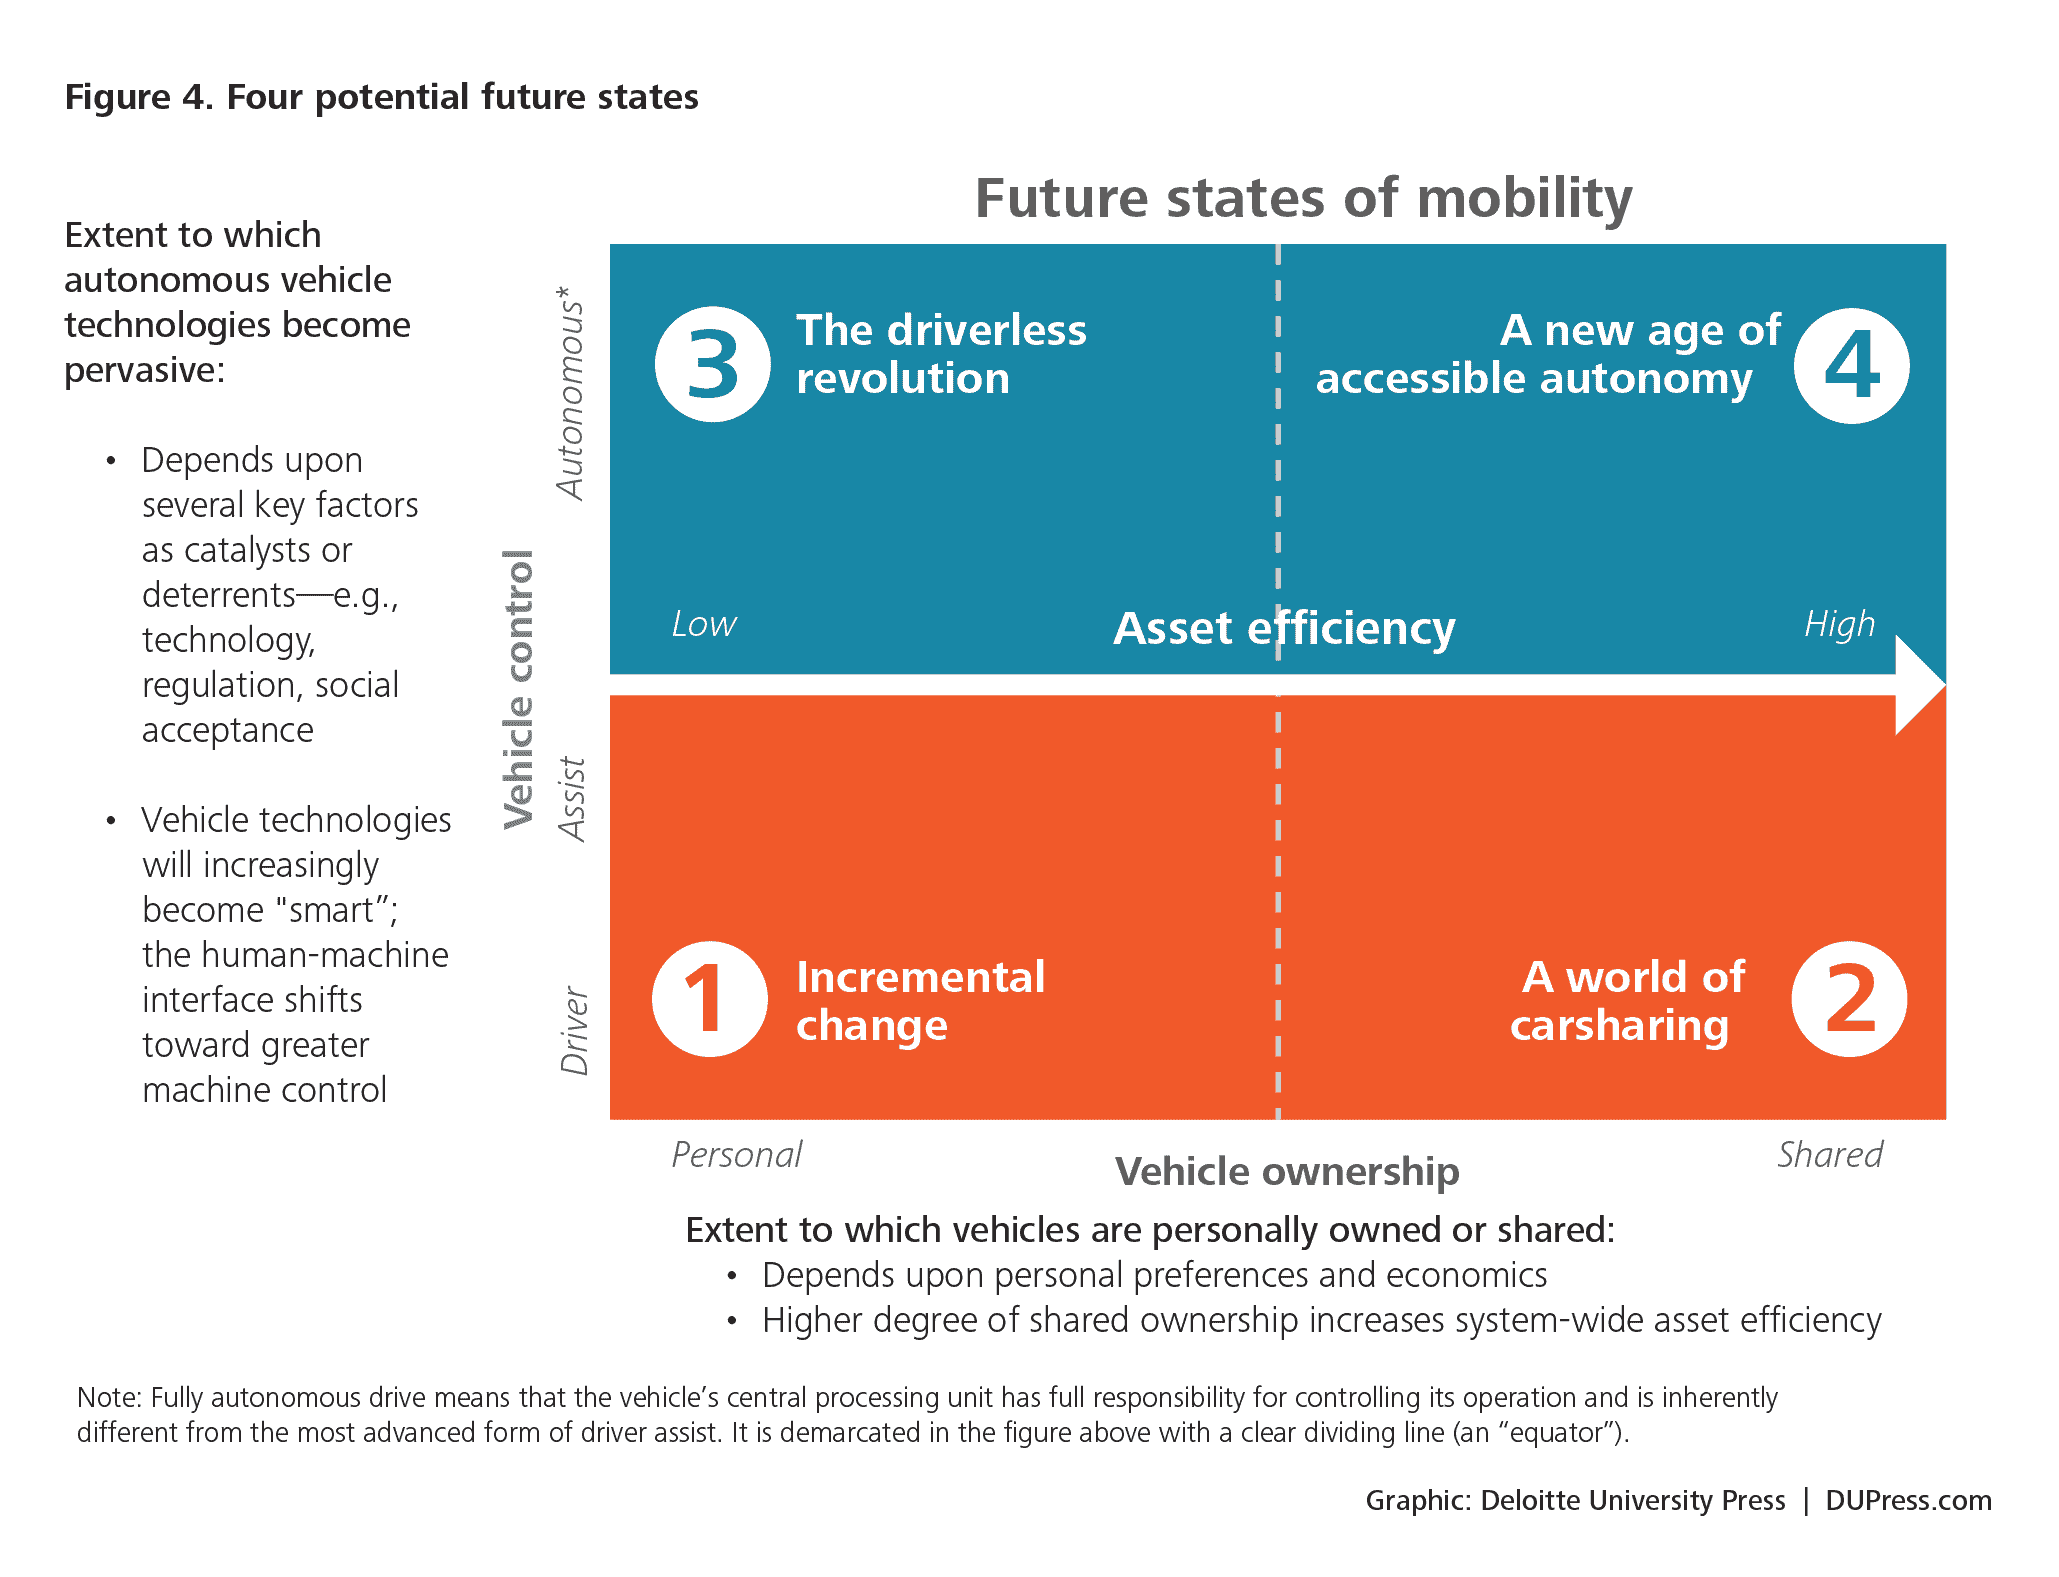 Figure 4. Four potential future states
Future states of mobility
Extent to which
autonomous vehicle
technologies become
pervasive:
• Depends upon
several key factors
as catalysts or
deterrents—e.g.,
technology,
regulation, social
acceptance
• Vehicle technologies
will increasingly
become "smart”;
the human-machine
interface shifts
toward greater
machine control
Vehicle control
Autonomous*
Assist
Driver
3
The driverless
revolution
A new age of
accessible autonomy
4
Low
Asset efficiency
High
1
Incremental
change
A world of
carsharing
2
Personal
Vehicle ownership
Shared
Extent to which vehicles are personally owned or shared:
• Depends upon personal preferences and economics
• Higher degree of shared ownership increases system-wide asset efficiency
Note: Fully autonomous drive means that the vehicle’s central processing unit has full responsibility for controlling its operation and is inherently
different from the most advanced form of driver assist. It is demarcated in the figure above with a clear dividing line (an “equator”).
Graphic: Deloitte University Press | DUPress.com